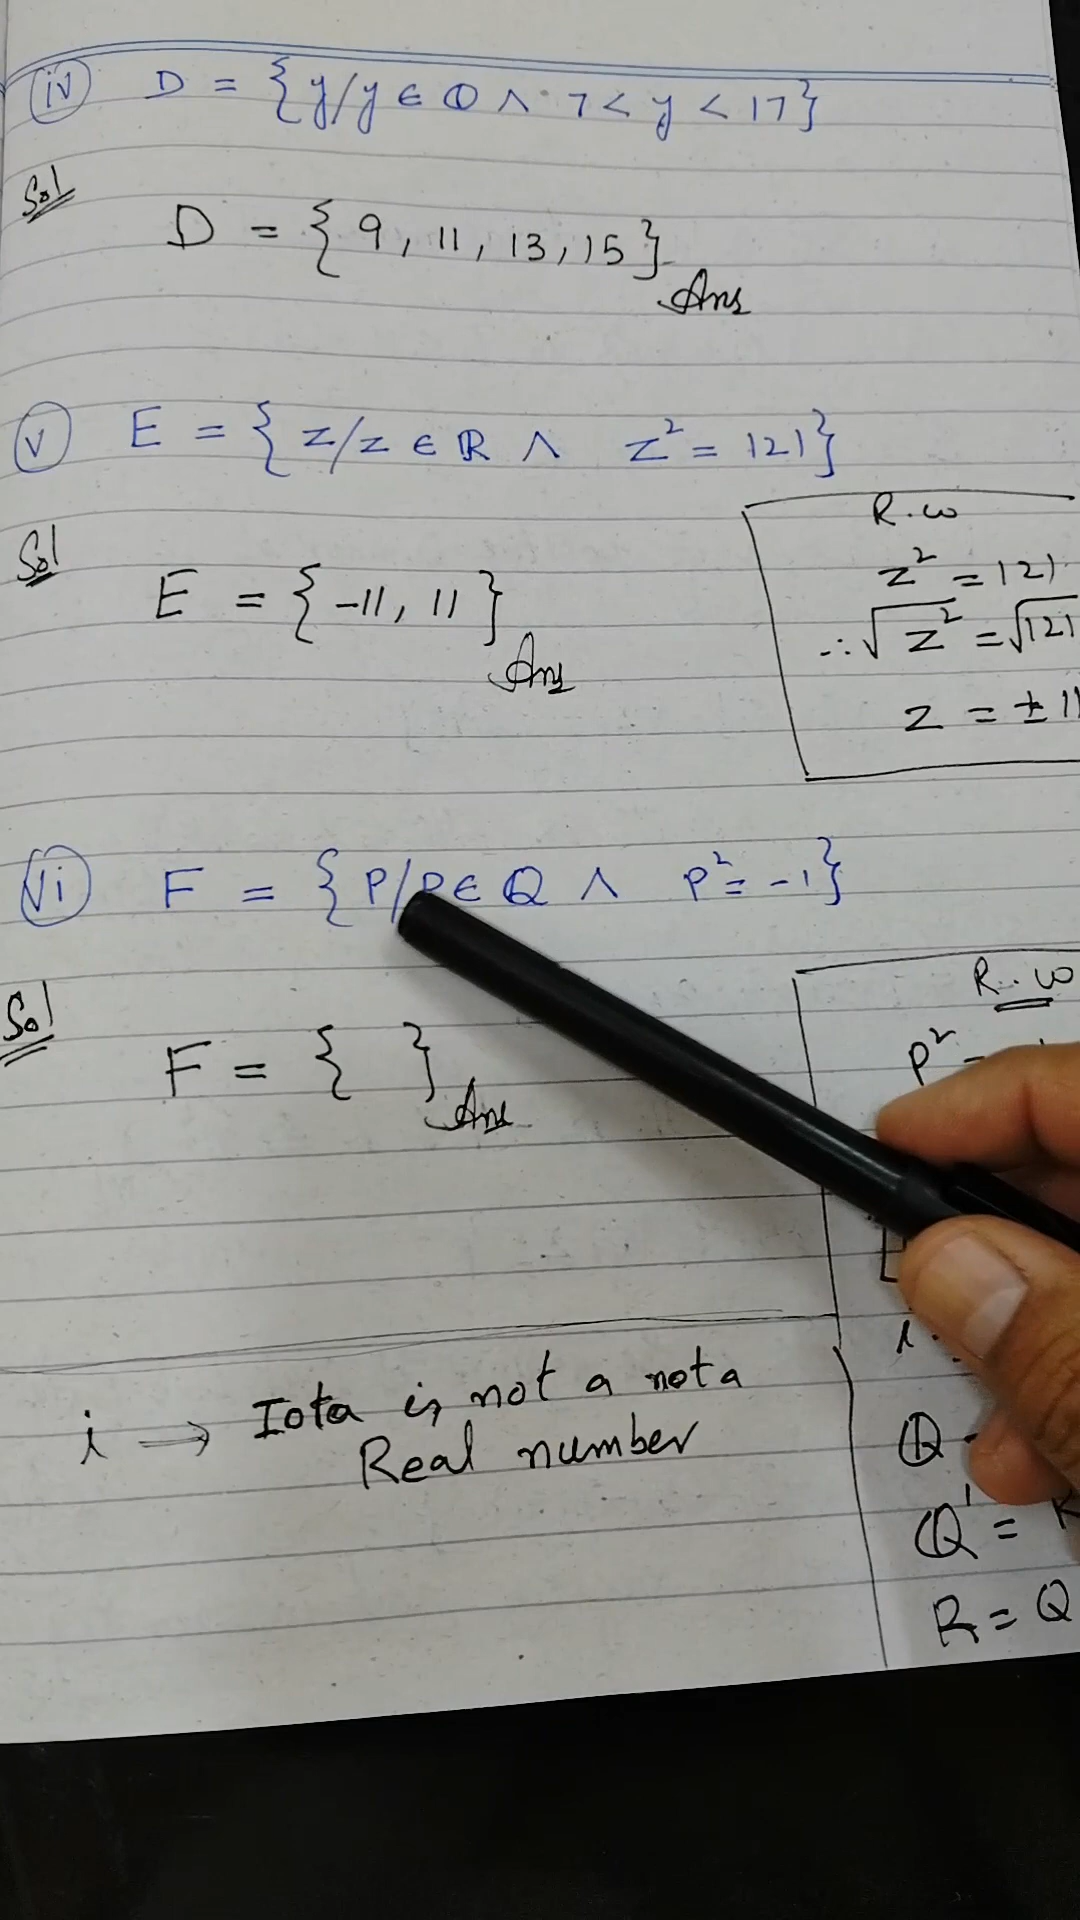 (iv) D = {y/y ∈ O ∧ 7 < y < 17}
Sol
D = {9, 11, 13, 15} Ans
(v) E = {z/z ∈ ℝ ∧ z² = 121}
Sol
E = {-11, 11} Ans
R.w
z² = 121
∴ √z² = √121
z = ±11
(vi) F = {P/P ∈ ℚ ∧ P² = -1}
Sol
F = { } Ans
R.w
P²
i → Iota is not a not a
Real number
i
ℚ
ℚ' =
R = Q